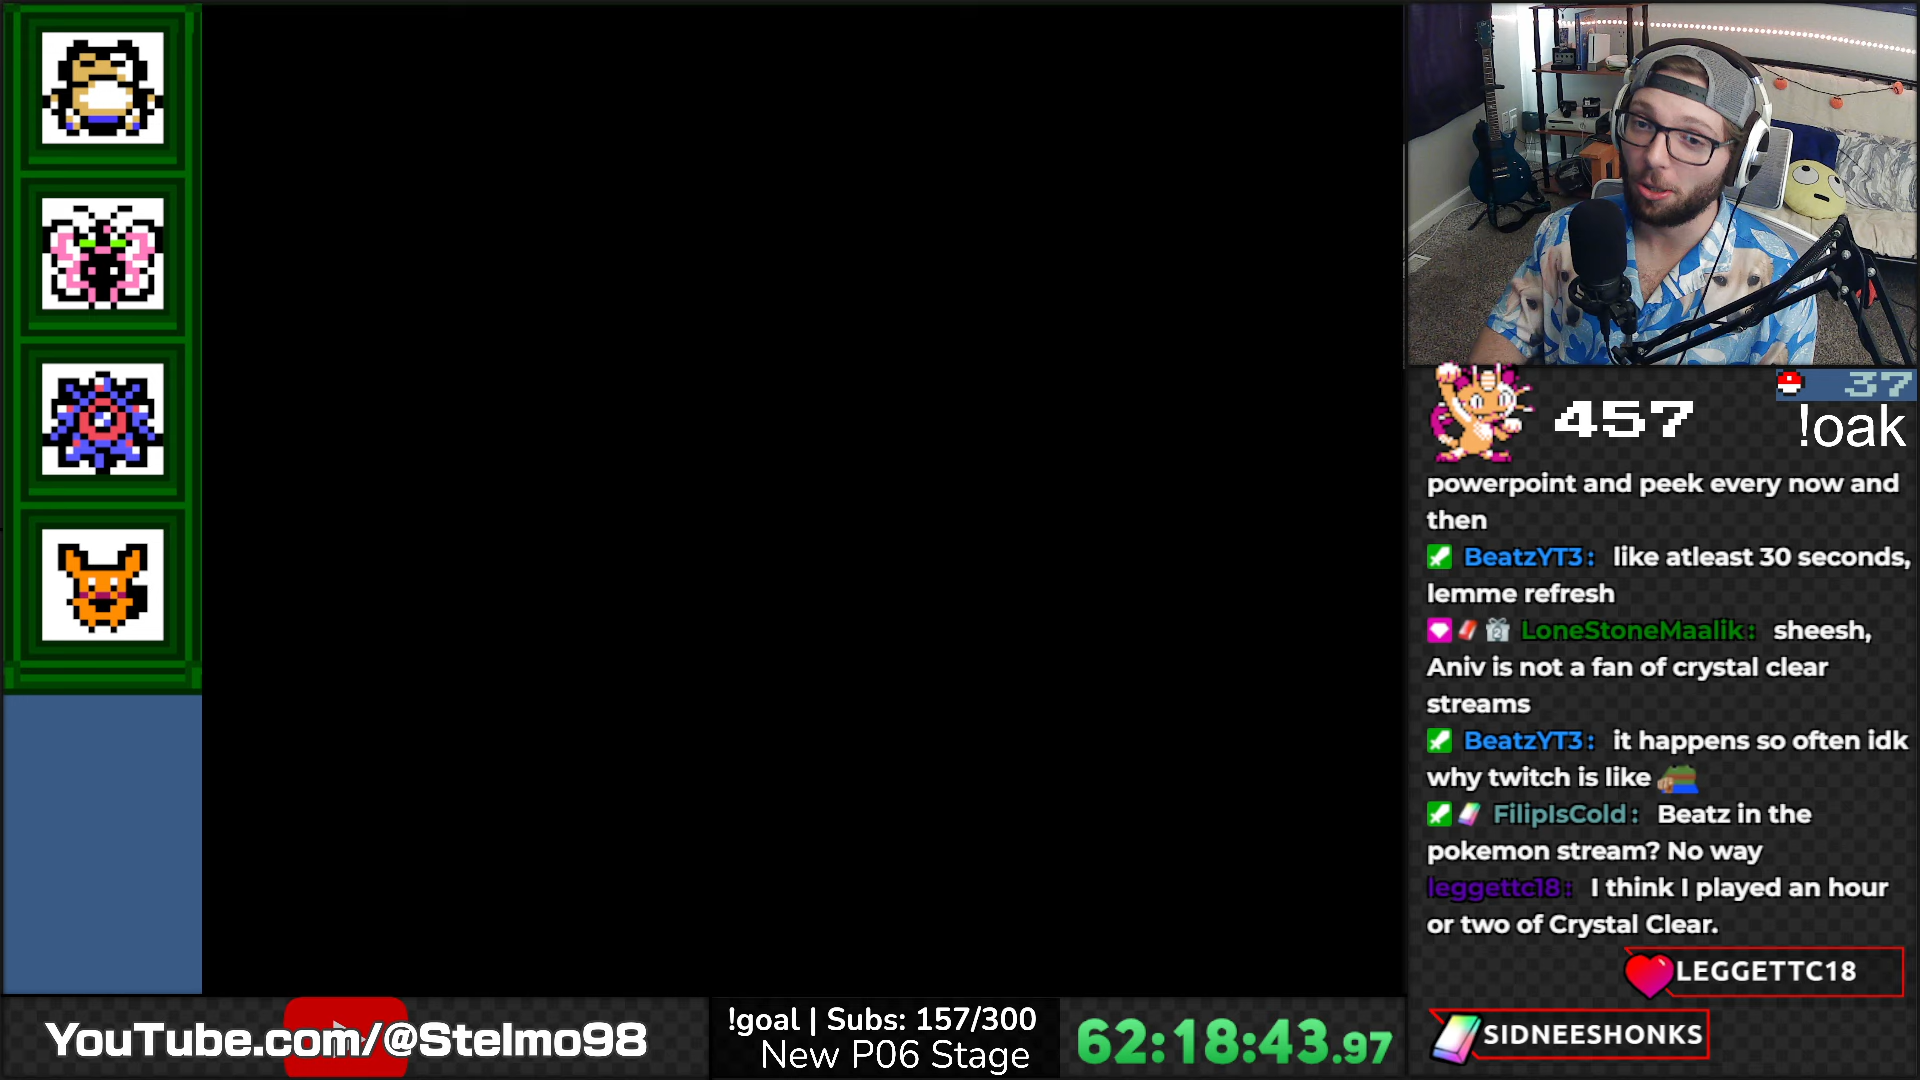 37
457
!oak
powerpoint and peek every now and
then
BeatzYT3: like atleast 30 seconds,
lemme refresh
2
LoneStoneMaalik: sheesh,
Aniv is not a fan of crystal clear
streams
BeatzYT3: it happens so often idk
why twitch is like
FilipIsCold: Beatz in the
pokemon stream? No way
leggettc18: I think I played an hour
or two of Crystal Clear.
LEGGETTC18
SIDNEESHONKS
YouTube.com/@Stelmo98
!goal | Subs: 157/300
New P06 Stage
62:18:43.97